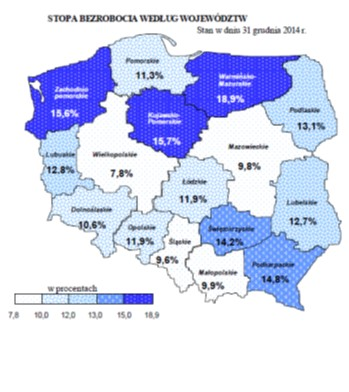 STOPA BEZROBOCIA WEDŁUG WOJEWÓDZTW
Stan w dniu 31 grudnia 2014 r.
Pomorskie
11,3%
Zachodnio-
pomorskie
15,6%
Warmińsko-
Mazurskie
18,9%
Podlaskie
13,1%
Kujawsko-
Pomorskie
15,7%
Mazowieckie
9,8%
Lubuskie
12,8%
Wielkopolskie
7,8%
Łódzkie
11,9%
Lubelskie
12,7%
Dolnośląskie
10,6%
Opolskie
11,9%
Śląskie
9,6%
Świętokrzyskie
14,2%
Małopolskie
9,9%
Podkarpackie
14,8%
w procentach
7,8 10,0 12,0 13,0 15,0 18,9